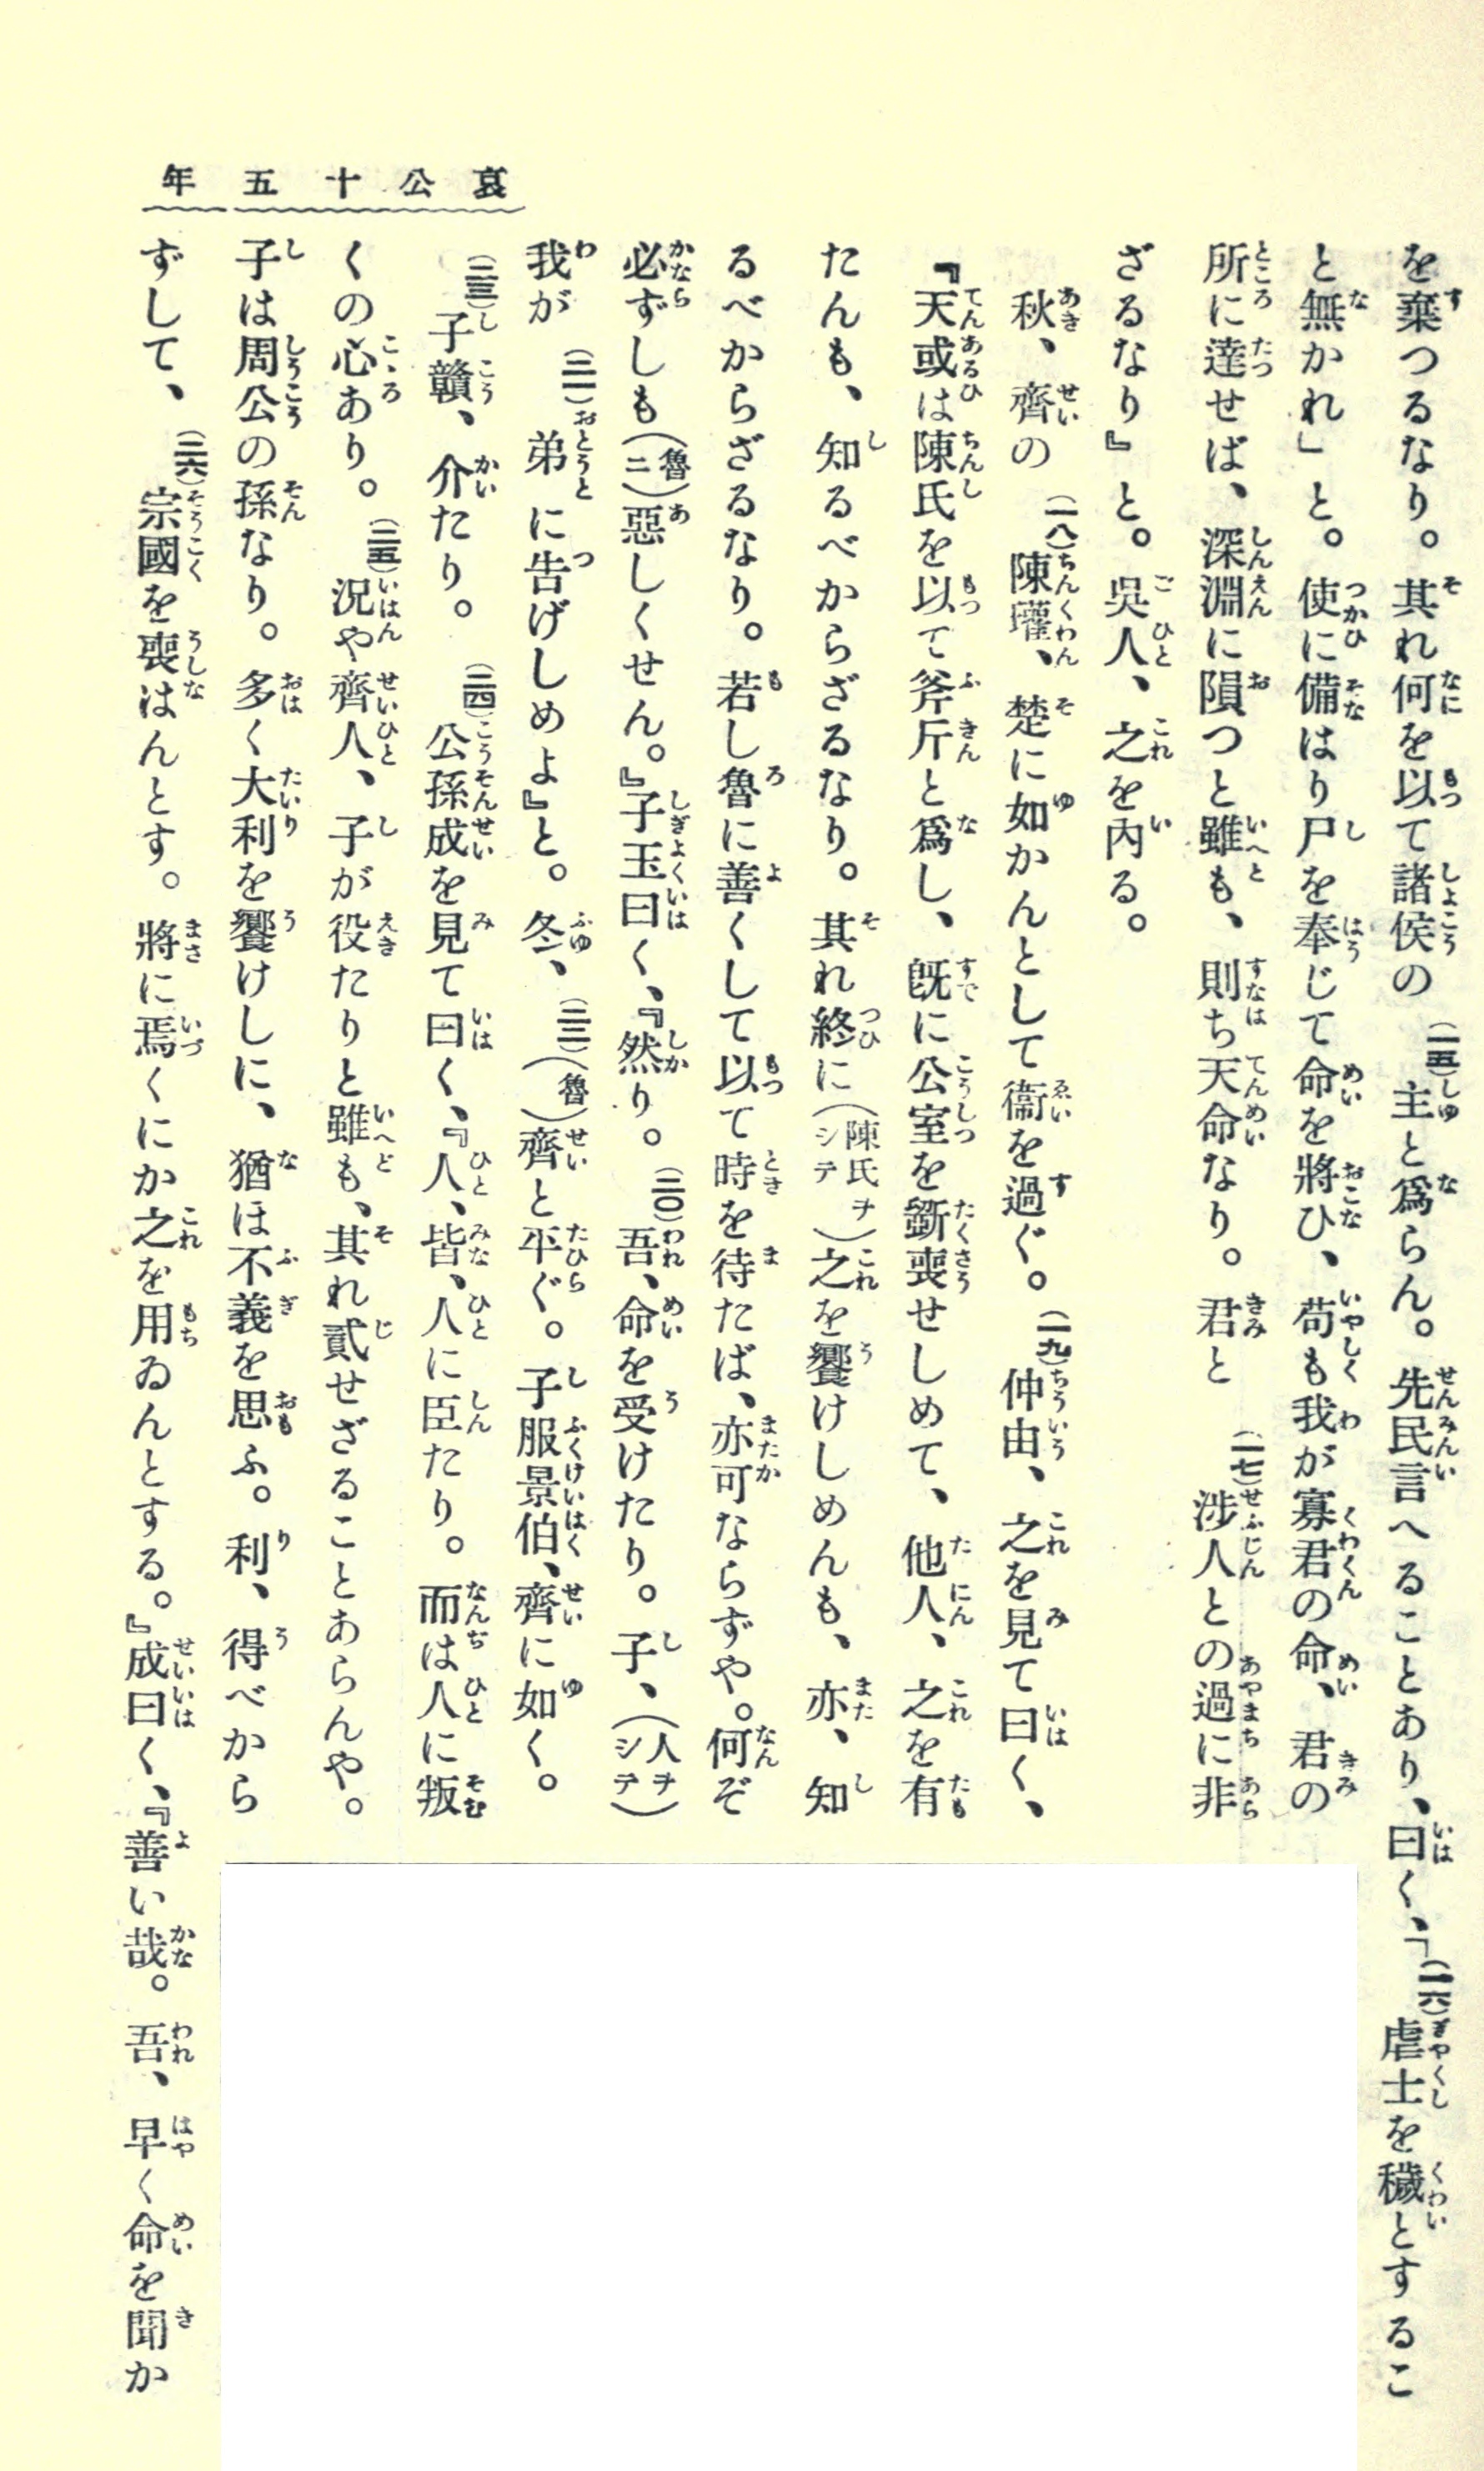 を棄つるなり。其れ何を以て諸侯の(一五)主と爲らん。先民言へることあり、曰く、「(一六)虐士を穢とするこ
と無かれ」と。使に備はり尸を奉じて命を將ひ、苟も我が寡君の命、君の
所に達せば、深淵に隕つと雖も、則ち天命なり。君と(一七)涉人との過に非
ざるなり』と。吳人、之を內る。
秋、齊の(一八)陳瓘、楚に如かんとして衞を過ぐ。(一九)仲由、之を見て曰く、
『天或は陳氏を以て斧斤と爲し、旣に公室を斵喪せしめて、他人、之を有
たんも、知るべからざるなり。其れ終に(陳氏ヲシテ)之を饗けしめんも、亦、知
るべからざるなり。若し魯に善くして以て時を待たば、亦可ならずや。何ぞ
必ずしも(魯ニ)惡しくせん。』子玉曰く、『然り。(二〇)吾、命を受けたり。子、(人ヲシテ)
我が(二一)弟に告げしめよ』と。冬、(二二)(魯)齊と平ぐ。子服景伯、齊に如く。
(二三)子贛、介たり。(二四)公孫成を見て曰く、『人、皆、人に臣たり。而は人に叛
くの心あり。(二五)況や齊人、子が役たりと雖も、其れ貳せざることあらんや。
子は周公の孫なり。多く大利を饗けしに、猶ほ不義を思ふ。利、得べから
ずして、(二六)宗國を喪はんとす。將に焉くにか之を用ゐんとする。』成曰く、『善い哉。吾、早く命を聞か
哀公十五年